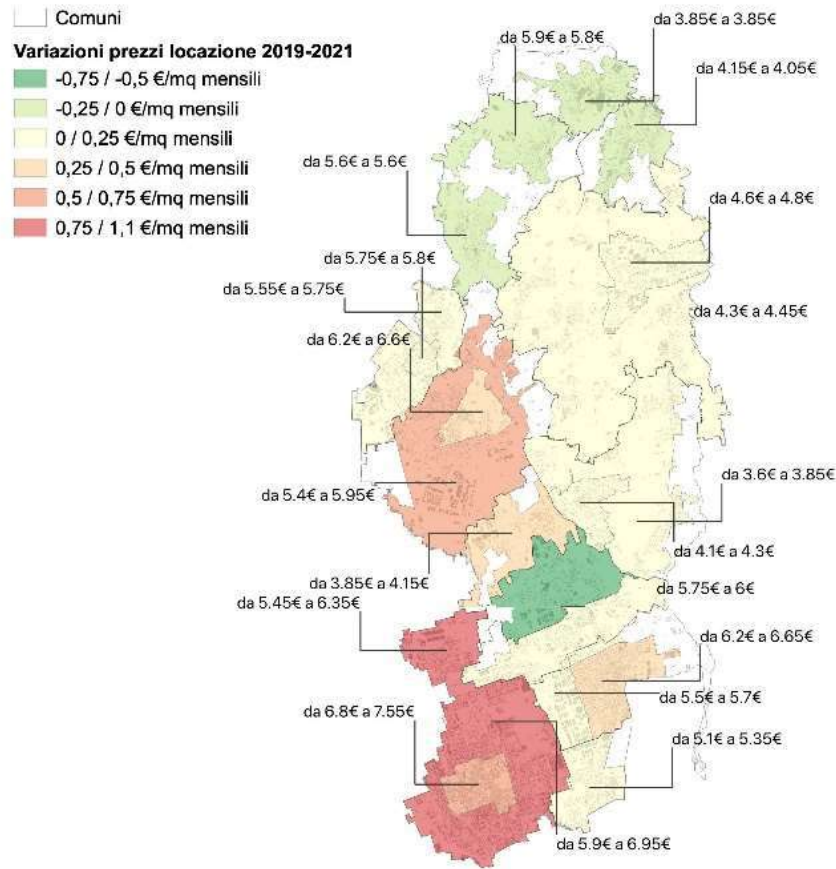 Comuni
Variazioni prezzi locazione 2019-2021
-0,75 / -0,5 €/mq mensili
-0,25 / 0 €/mq mensili
0 / 0,25 €/mq mensili
0,25 / 0,5 €/mq mensili
0,5 / 0,75 €/mq mensili
0,75 / 1,1 €/mq mensili
da 3.85€ a 3.85€
da 5.9€ a 5.8€
da 4.15€ a 4.05€
da 5.6€ a 5.6€
da 4.6€ a 4.8€
da 5.75€ a 5.8€
da 5.55€ a 5.75€
da 4.3€ a 4.45€
da 6.2€ a 6.6€
da 3.6€ a 3.85€
da 5.4€ a 5.95€
da 4.1€ a 4.3€
da 3.85€ a 4.15€
da 5.75€ a 6€
da 5.45€ a 6.35€
da 6.2€ a 6.65€
da 6.8€ a 7.55€
da 5.5€ a 5.7€
da 5.1€ a 5.35€
da 5.9€ a 6.95€